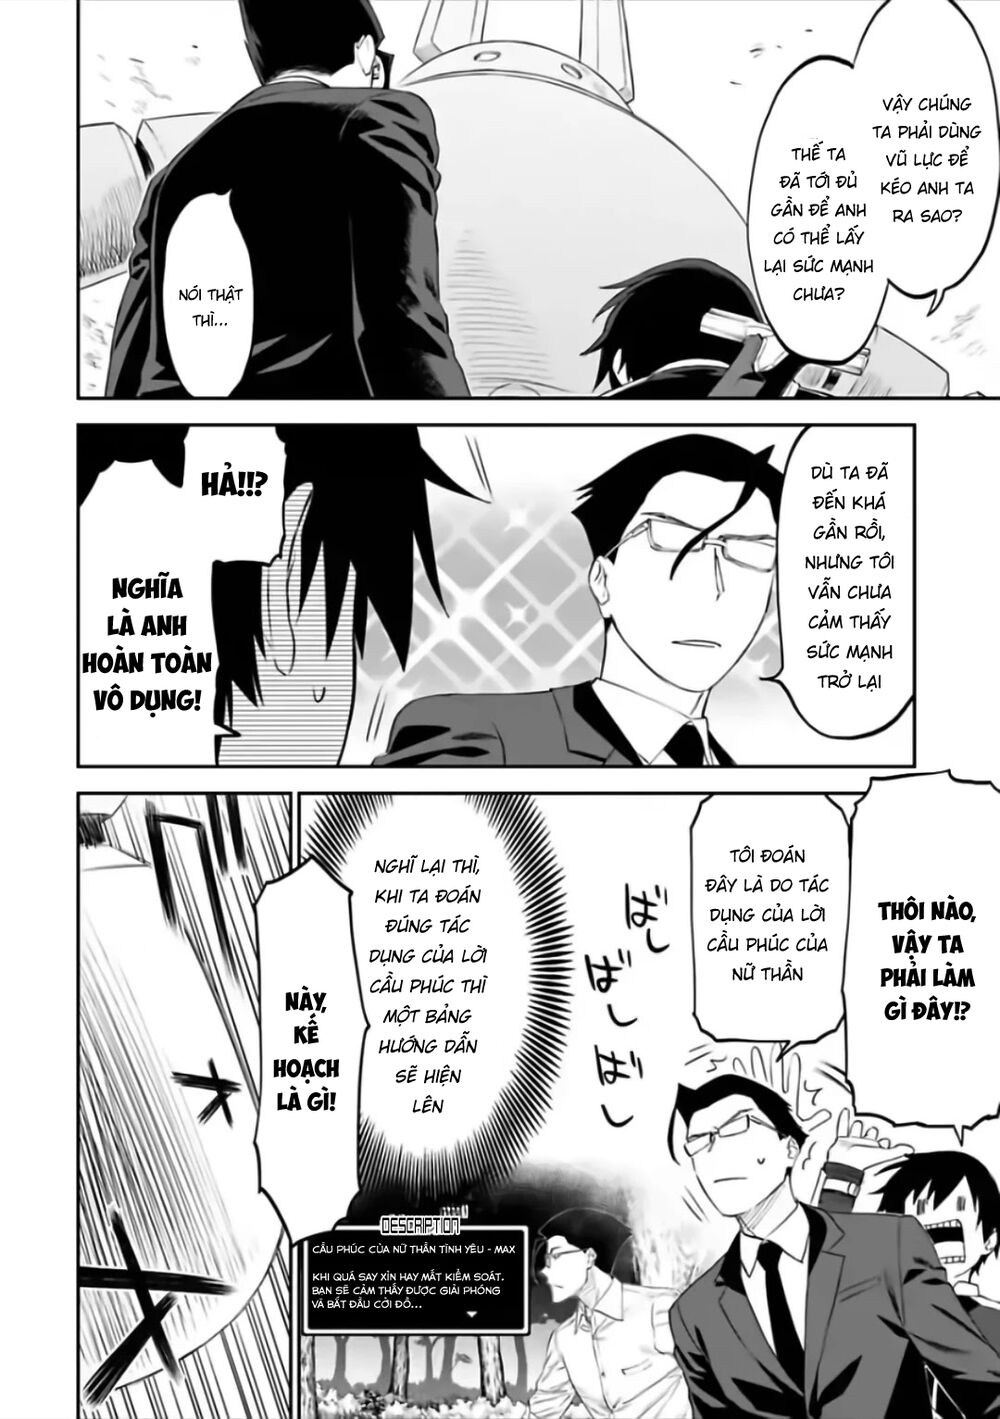 VẬY CHÚNG
TA PHẢI DÙNG
VŨ LỰC ĐỂ
KÉO ANH TA
RA SAO?
THẾ TA
ĐÃ TỚI ĐỦ
GẦN ĐỂ ANH
CÓ THỂ LẤY
LẠI SỨC MẠNH
CHƯA?
NÓI THẬT
THÌ...
DÙ TA ĐÃ
ĐẾN KHÁ
GẦN RỒI,
NHƯNG TÔI
VẪN CHƯA
CẢM THẤY
SỨC MẠNH
TRỞ LẠI
HẢ!!!?
NGHĨA
LÀ ANH
HOÀN TOÀN
VÔ DỤNG!
THÔI NÀO,
VẬY TA
PHẢI LÀM
GÌ ĐÂY!?
TÔI ĐOÁN
ĐÂY LÀ DO TÁC
DỤNG CỦA LỜI
CẦU PHÚC CỦA
NỮ THẦN
ばし
ばし
ばし
NGHĨ LẠI THÌ,
KHI TA ĐOÁN
ĐÚNG TÁC
DỤNG CỦA LỜI
CẦU PHÚC THÌ
MỘT BẢNG
HƯỚNG DẪN
SẼ HIỆN
LÊN
NÀY,
KẾ
HOẠCH
LÀ GÌ!
DESCRIPTION
CẦU PHÚC CỦA NỮ THẦN TÌNH YÊU - MAX
KHI QUÁ SAY XỈN HAY MẤT KIỂM SOÁT.
BẠN SẼ CẢM THẤY ĐƯỢC GIẢI PHÓNG
VÀ BẮT ĐẦU CỞI ĐỒ...